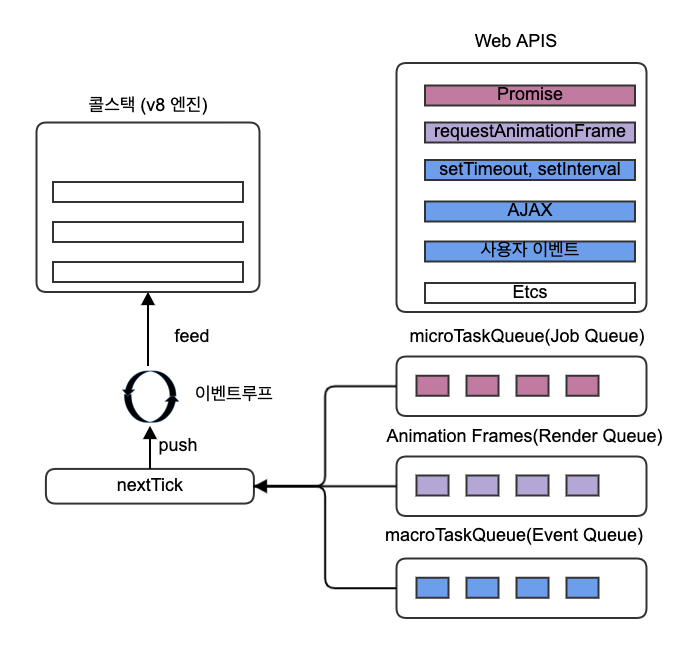 Web APIS
콜스택 (v8 엔진)
Promise
requestAnimationFrame
setTimeout, setInterval
AJAX
사용자 이벤트
Etcs
feed
microTaskQueue(Job Queue)
이벤트루프
Animation Frames(Render Queue)
push
nextTick
macroTaskQueue(Event Queue)